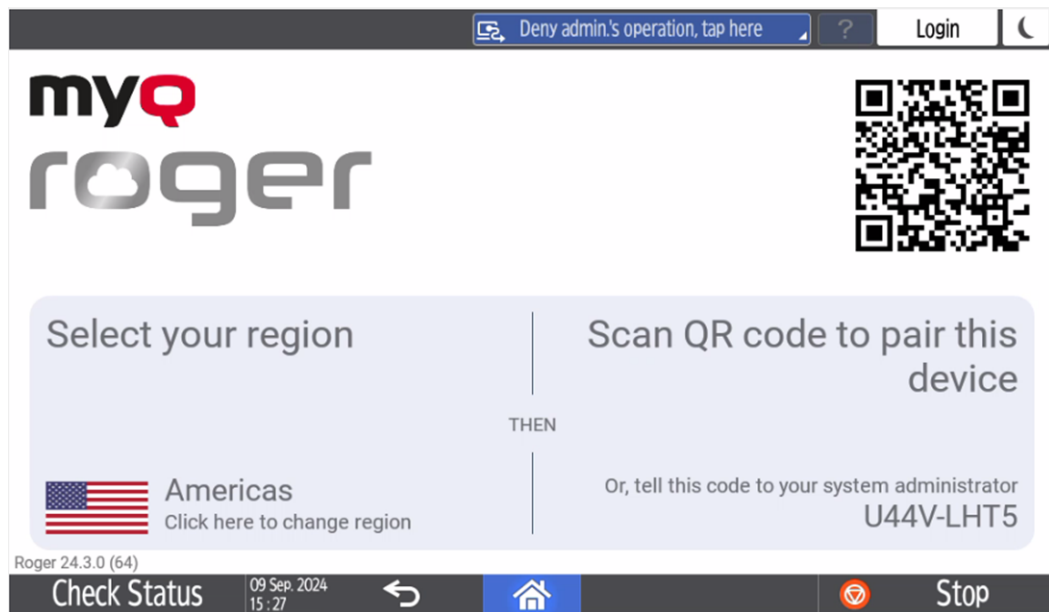 Deny admin.'s operation, tap here
?
Login
myQ
roger
Select your region
Scan QR code to pair this
device
THEN
Americas
Click here to change region
Or, tell this code to your system administrator
U44V-LHT5
Roger 24.3.0 (64)
Check Status
09 Sep. 2024
15 : 27
Stop